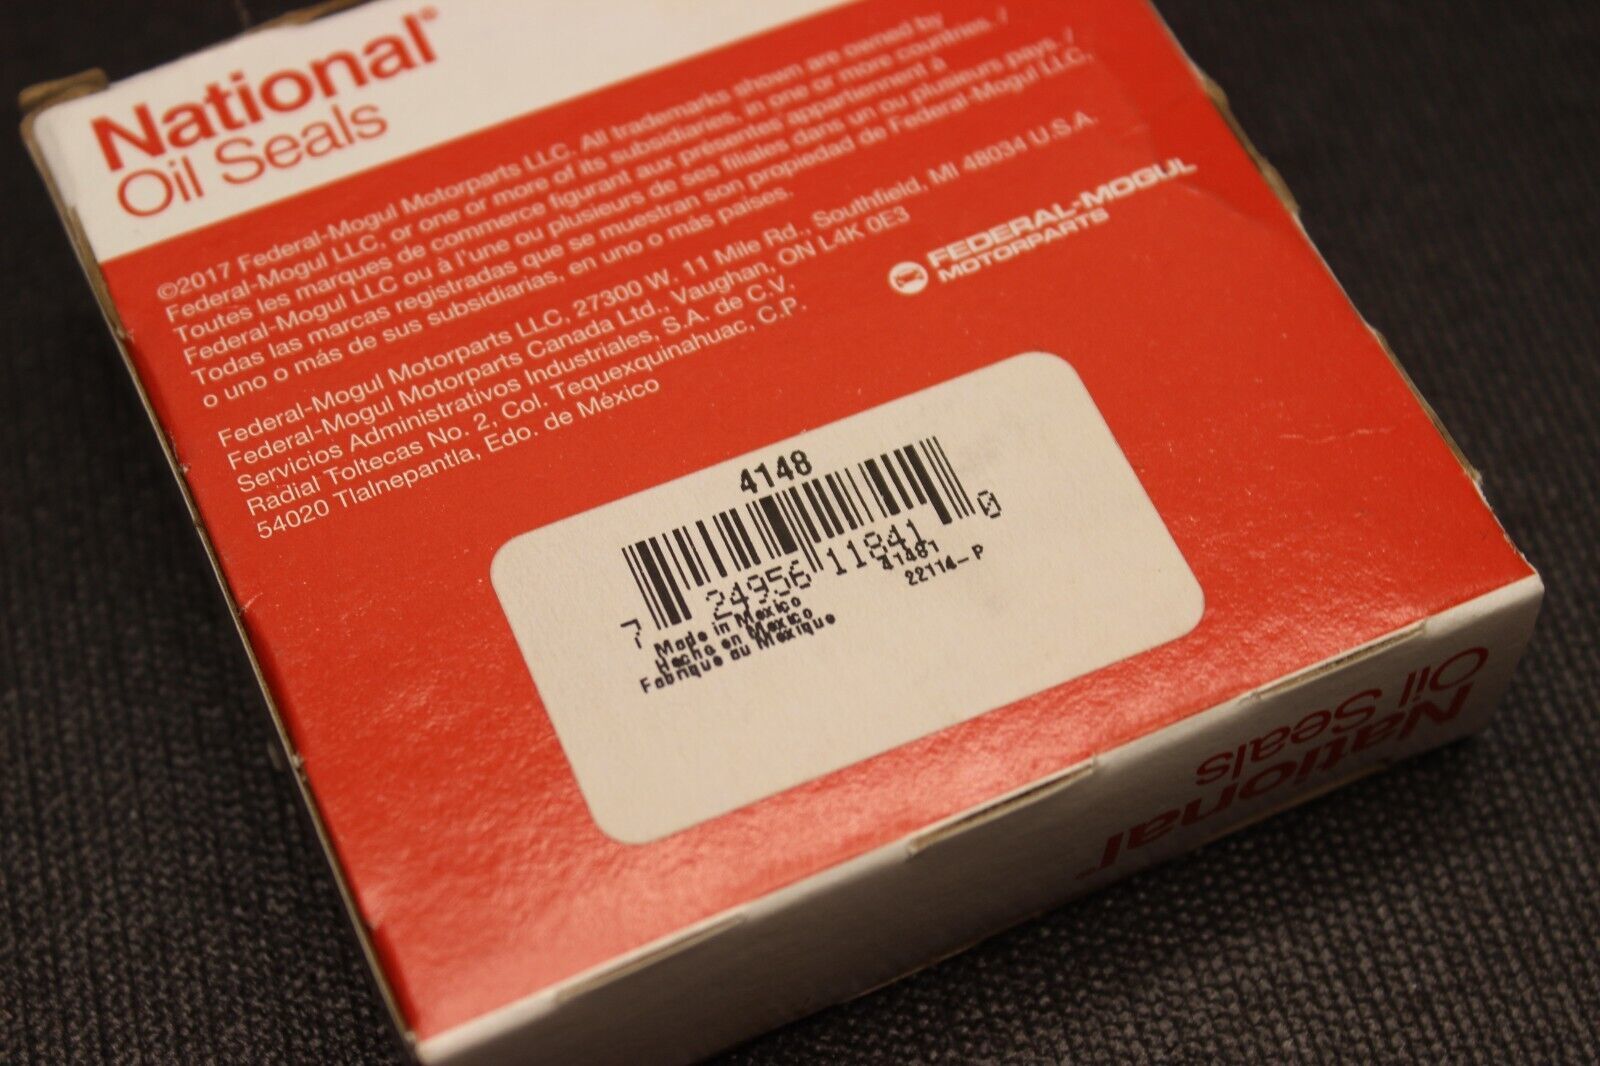 National®
Oil Seals
©2017 Federal-Mogul Motorparts LLC. All trademarks shown are owned by
Federal-Mogul LLC, or one or more of its subsidiaries, in one or more countries. /
Toutes les marques de commerce figurant aux présentes appartiennent à
Federal-Mogul LLC ou à l'une ou plusieurs de ses filiales dans un ou plusieurs pays. /
Todas las marcas registradas que se muestran son propiedad de Federal-Mogul LLC,
o uno o más de sus subsidiarias, en uno o más países.
Federal-Mogul Motorparts LLC, 27300 W. 11 Mile Rd., Southfield, MI 48034 U.S.A.
Federal-Mogul Motorparts Canada Ltd., Vaughan, ON L4K 0E3
Servicios Administrativos Industriales, S.A. de C.V.
Radial Toltecas No. 2, Col. Tequexquinahuac, C.P.
54020 Tlalnepantla, Edo. de México
FEDERAL-MOGUL
MOTORPARTS
4148
7 24956 11841 0
41481
22114-P
Made in Mexico
Hecho en Mexico
Fabrique au Mexique
National
Oil Seals